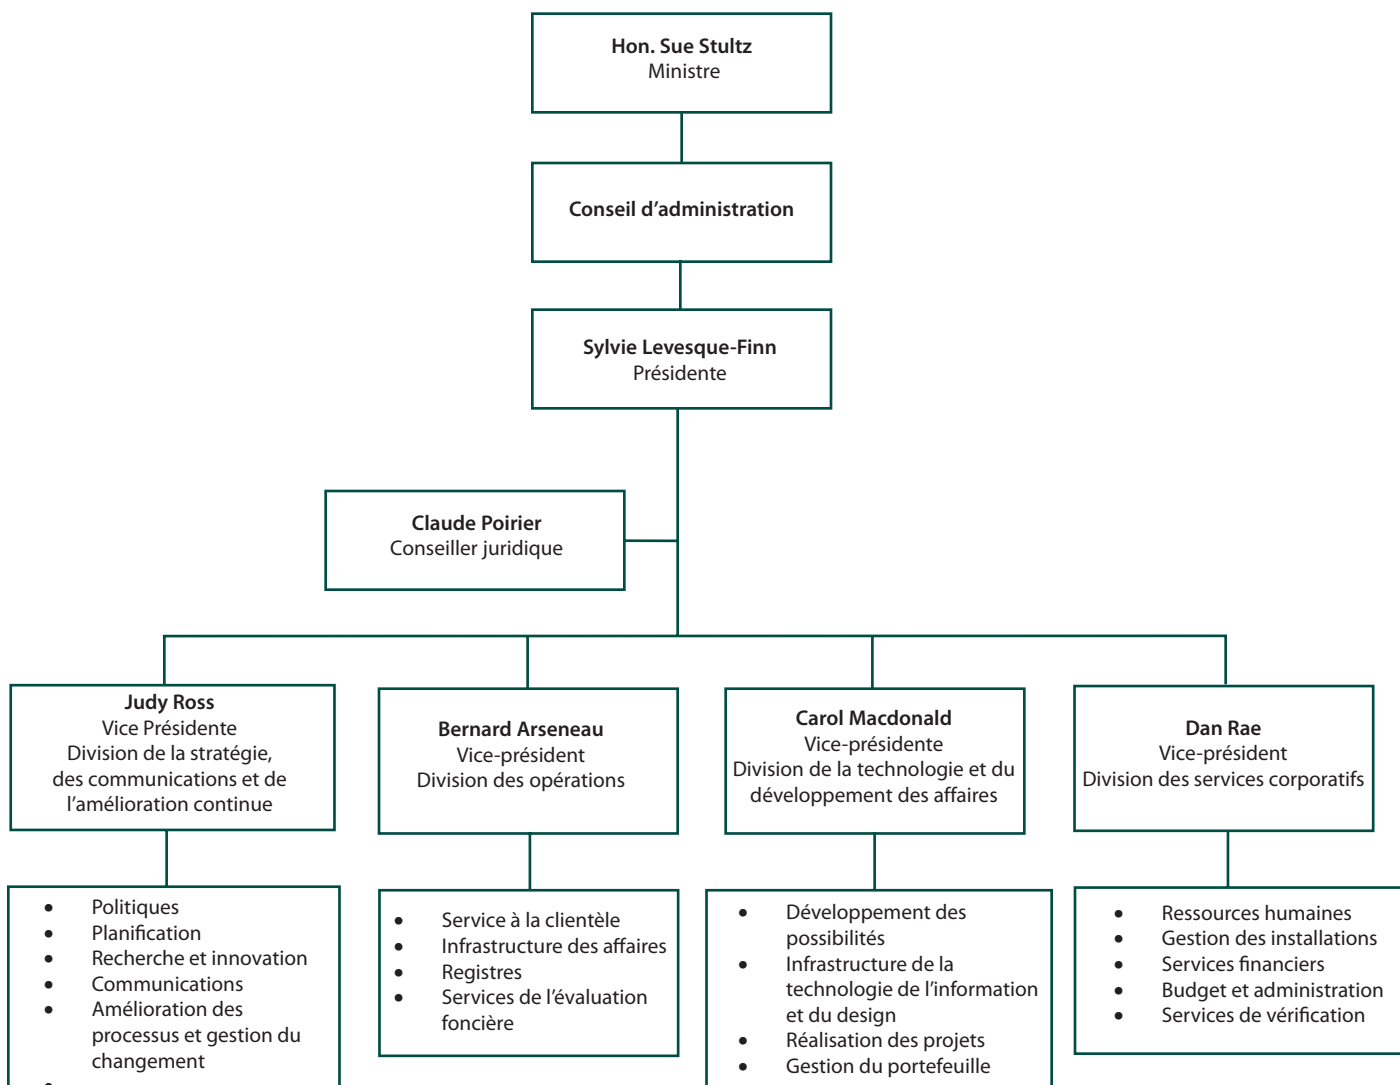 Hon. Sue Stultz
Ministre
Conseil d'administration
Sylvie Levesque-Finn
Présidente
Claude Poirier
Conseiller juridique
Judy Ross
Vice Présidente
Division de la stratégie,
des communications et de
l'amélioration continue
Bernard Arseneau
Vice-président
Division des opérations
Carol Macdonald
Vice-présidente
Division de la technologie et du
développement des affaires
Dan Rae
Vice-président
Division des services corporatifs
• Politiques
• Planification
• Recherche et innovation
• Communications
• Amélioration des
processus et gestion du
changement
•
• Service à la clientèle
• Infrastructure des affaires
• Registres
• Services de l'évaluation
foncière
• Développement des
possibilités
• Infrastructure de la
technologie de l'information
et du design
• Réalisation des projets
• Gestion du portefeuille
• Ressources humaines
• Gestion des installations
• Services financiers
• Budget et administration
• Services de vérification